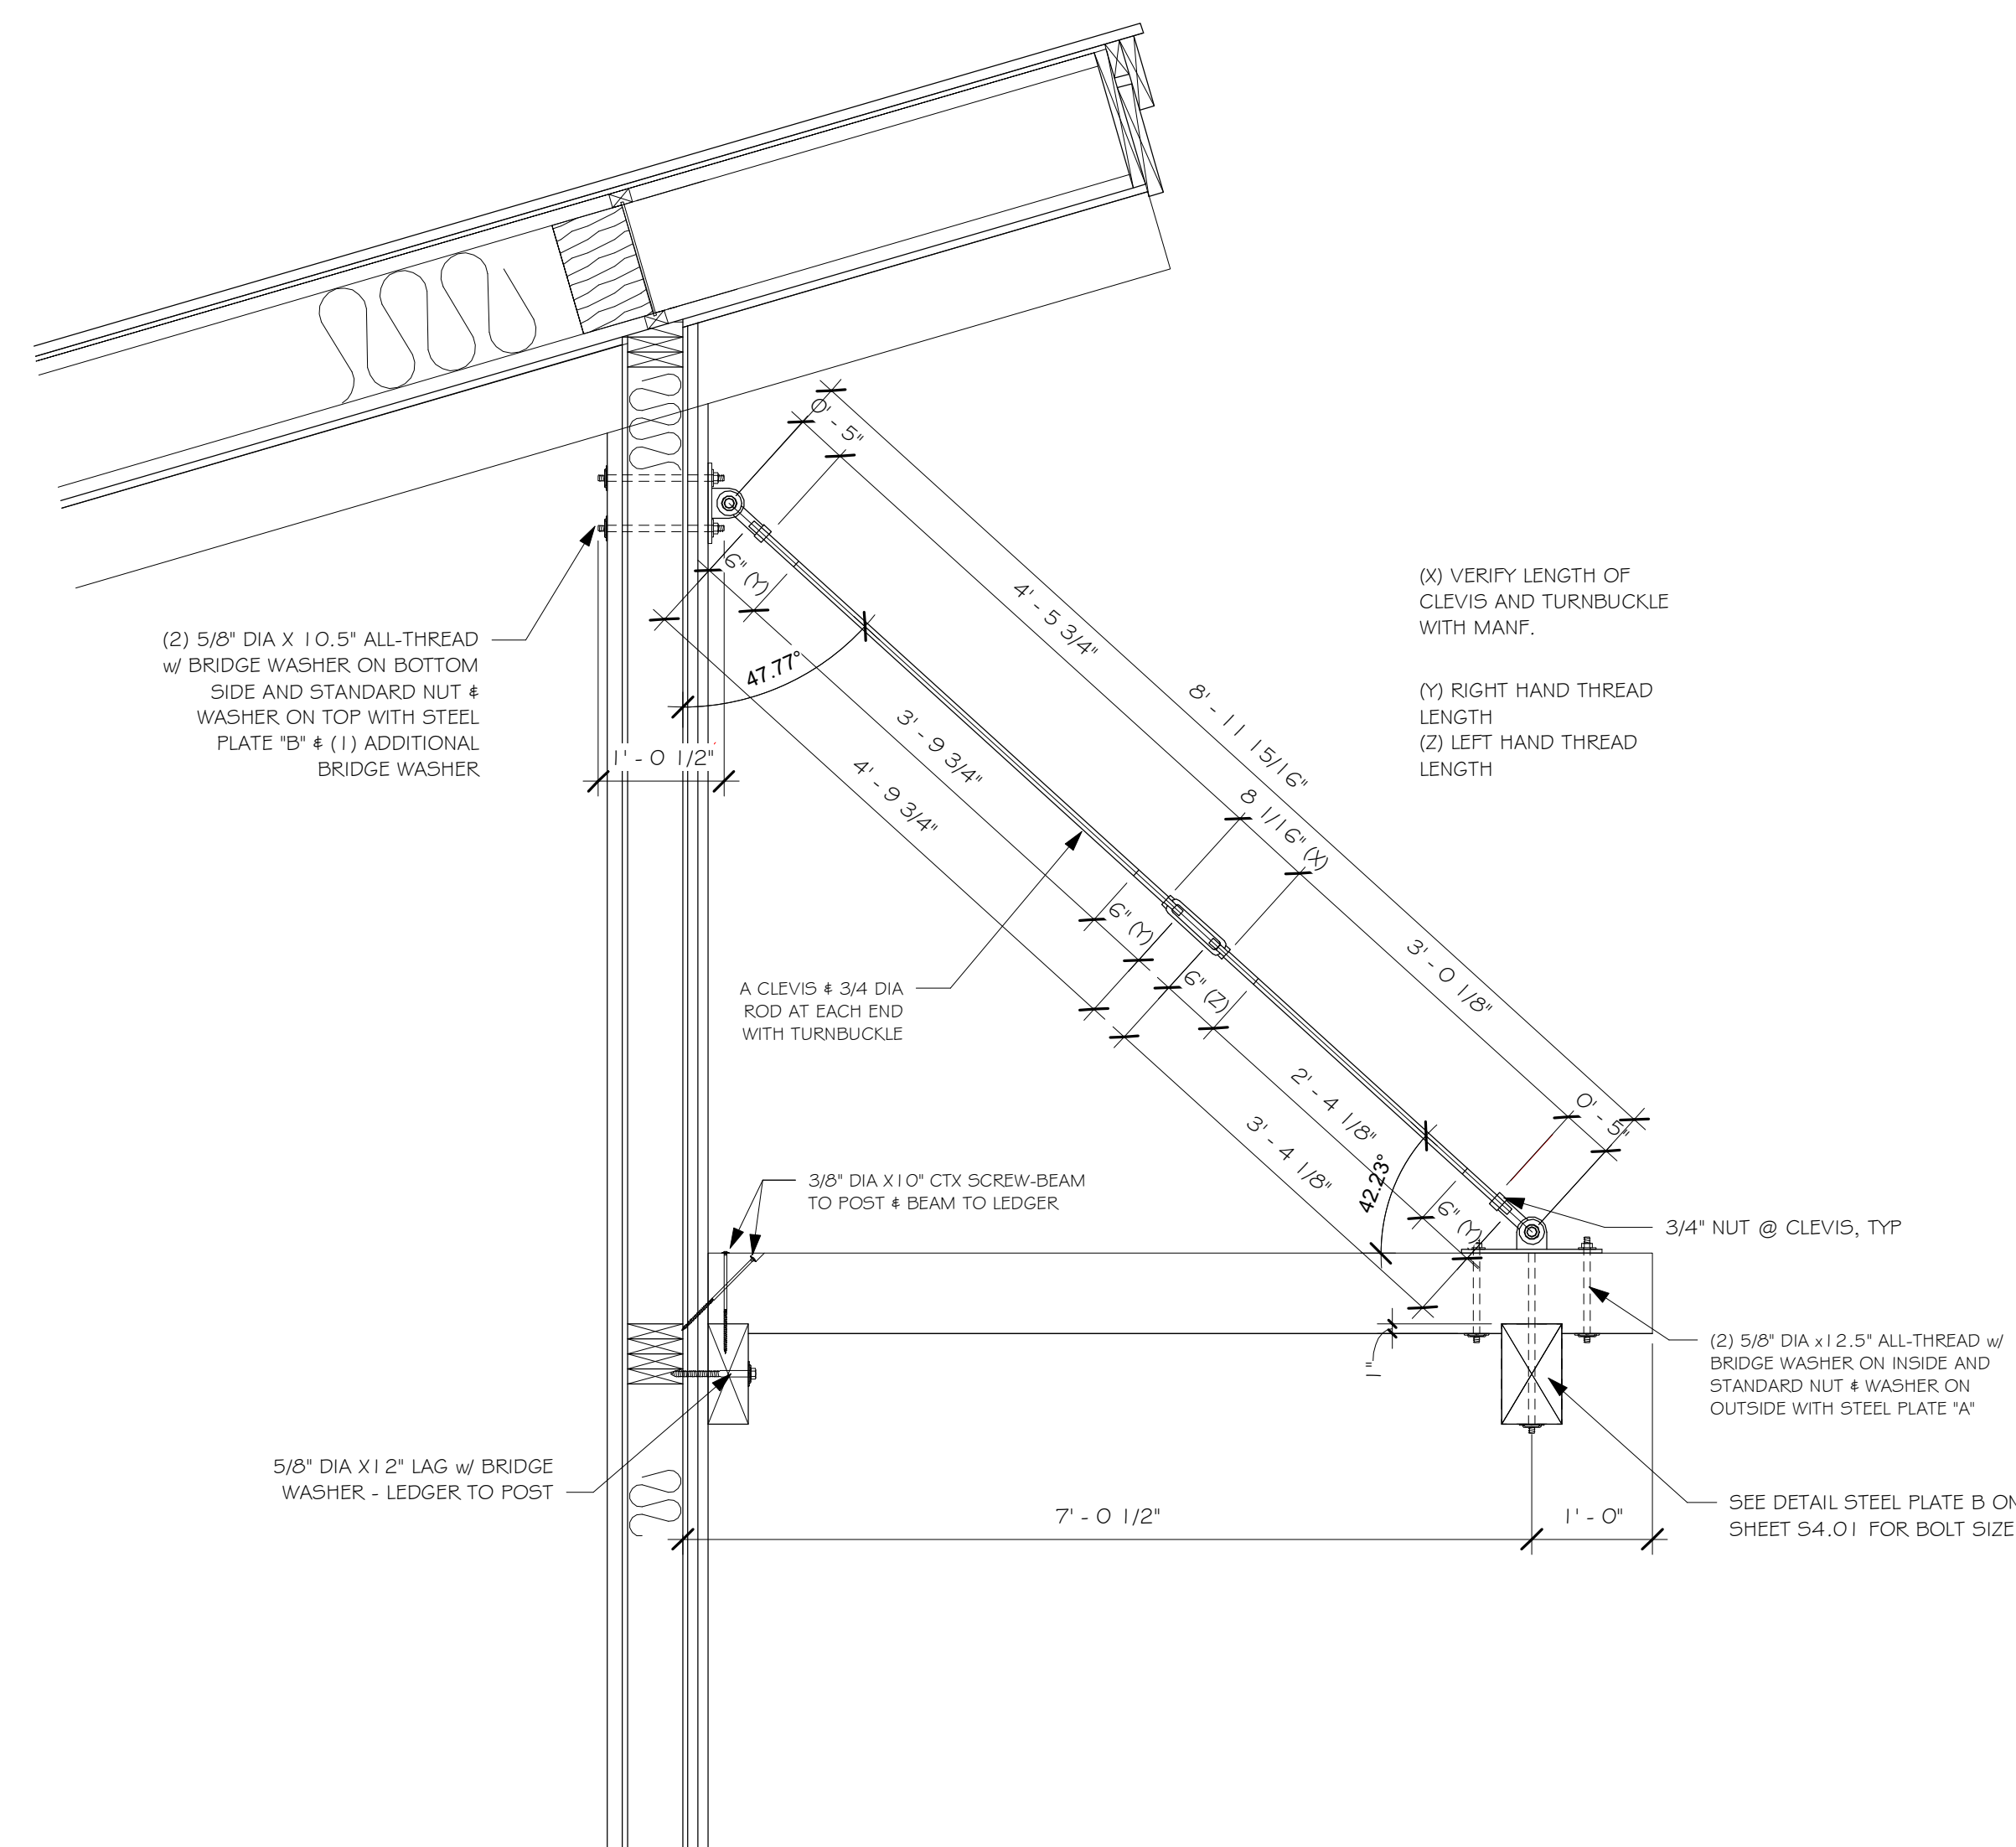 0' - 5"
6" (Y)
4' - 5 3/4"
8' - 11 15/16"
47.77°
3' - 9 3/4"
1' - 0 1/2"
4' - 9 3/4"
8 1/16" (X)
(X) VERIFY LENGTH OF
CLEVIS AND TURNBUCKLE
WITH MANF.
(Y) RIGHT HAND THREAD
LENGTH
(Z) LEFT HAND THREAD
LENGTH
(2) 5/8" DIA X 10.5" ALL-THREAD
w/ BRIDGE WASHER ON BOTTOM
SIDE AND STANDARD NUT &
WASHER ON TOP WITH STEEL
PLATE "B" & (1) ADDITIONAL
BRIDGE WASHER
6" (Y)
6" (Z)
3' - 0 1/8"
A CLEVIS & 3/4 DIA
ROD AT EACH END
WITH TURNBUCKLE
2' - 4 1/8"
3' - 4 1/8"
0' - 5"
42.23°
6" (Y)
3/8" DIA X10" CTX SCREW-BEAM
TO POST & BEAM TO LEDGER
3/4" NUT @ CLEVIS, TYP
1"
(2) 5/8" DIA x12.5" ALL-THREAD w/
BRIDGE WASHER ON INSIDE AND
STANDARD NUT & WASHER ON
OUTSIDE WITH STEEL PLATE "A"
5/8" DIA X12" LAG w/ BRIDGE
WASHER - LEDGER TO POST
7' - 0 1/2"
1' - 0"
SEE DETAIL STEEL PLATE B ON
SHEET S4.01 FOR BOLT SIZE